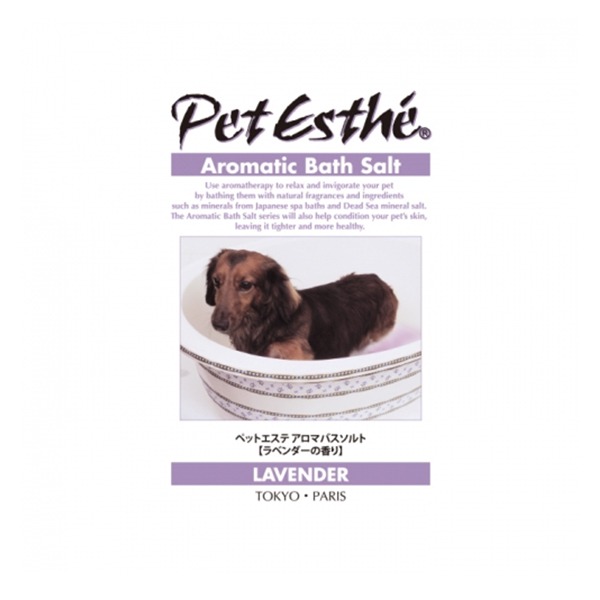 Pet Esthé®
Aromatic Bath Salt
Use aromatherapy to relax and invigorate your pet
by bathing them with natural fragrances and ingredients
such as minerals from Japanese spa baths and Dead Sea mineral salt.
The Aromatic Bath Salt series will also help condition your pet's skin,
leaving it tighter and more healthy.
ペットエステ アロマバスソルト
【ラベンダーの香り】
LAVENDER
TOKYO・PARIS